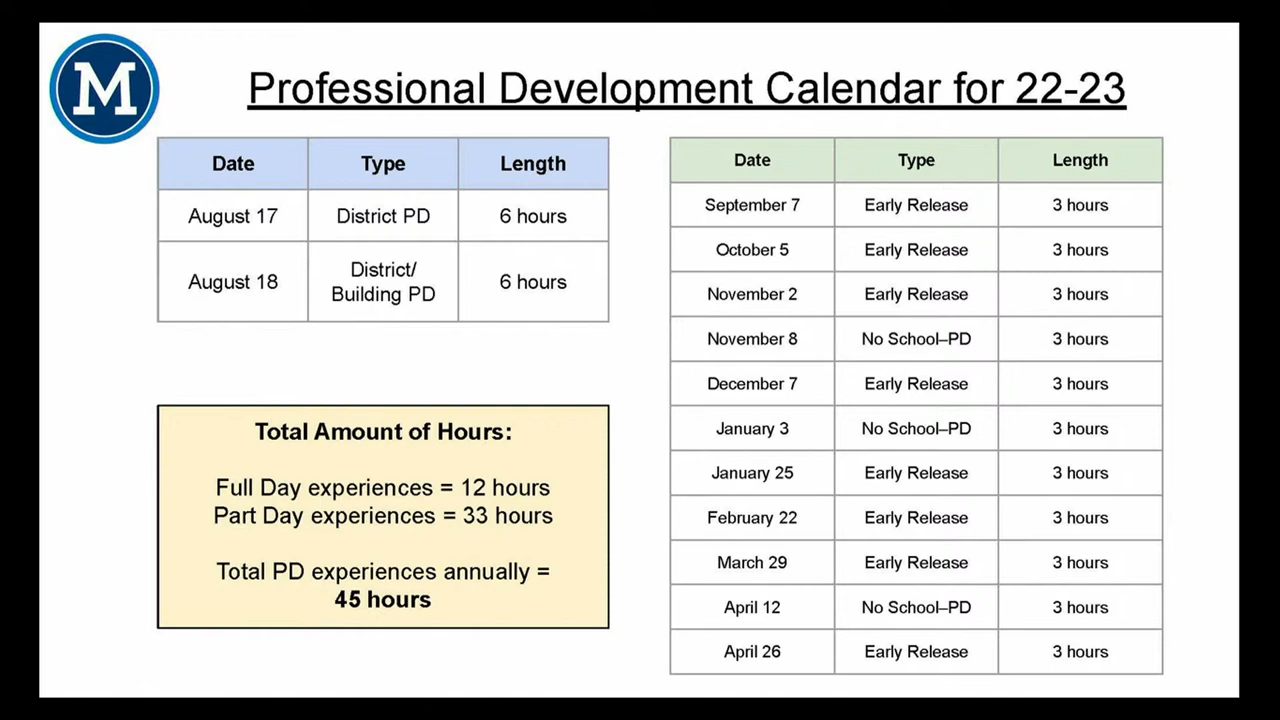 M
Professional Development Calendar for 22-23
Date Type Length
August 17 District PD 6 hours
August 18 District/ Building PD 6 hours
Total Amount of Hours:
Full Day experiences = 12 hours
Part Day experiences = 33 hours
Total PD experiences annually =
45 hours
Date Type Length
September 7 Early Release 3 hours
October 5 Early Release 3 hours
November 2 Early Release 3 hours
November 8 No School–PD 3 hours
December 7 Early Release 3 hours
January 3 No School–PD 3 hours
January 25 Early Release 3 hours
February 22 Early Release 3 hours
March 29 Early Release 3 hours
April 12 No School–PD 3 hours
April 26 Early Release 3 hours